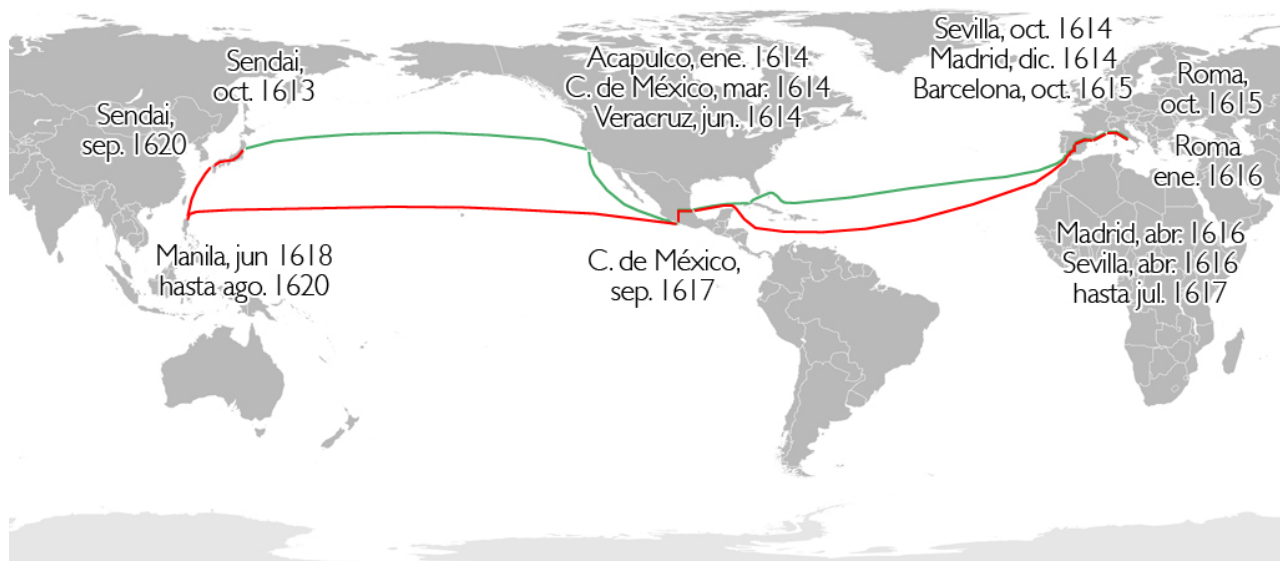 Sendai,
oct. 1613
Sendai,
sep. 1620
Manila, jun 1618
hasta ago. 1620
Acapulco, ene. 1614
C. de México, mar. 1614
Veracruz, jun. 1614
C. de México,
sep. 1617
Sevilla, oct. 1614
Madrid, dic. 1614
Barcelona, oct. 1615
Roma,
oct. 1615
Roma
ene. 1616
Madrid, abr. 1616
Sevilla, abr. 1616
hasta jul. 1617